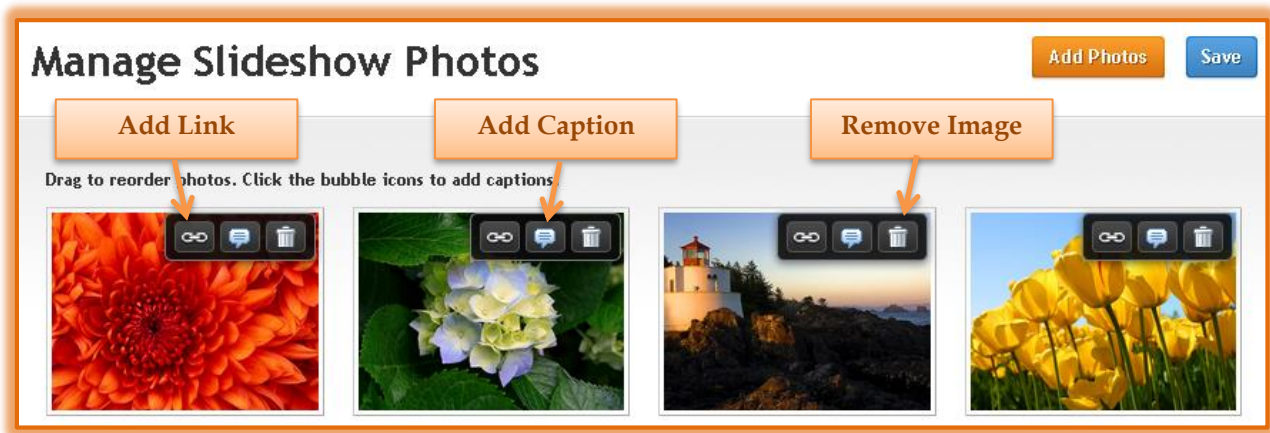 Manage Slideshow Photos
Add Photos
Save
Add Link
Add Caption
Remove Image
Drag to reorder photos. Click the bubble icons to add captions.